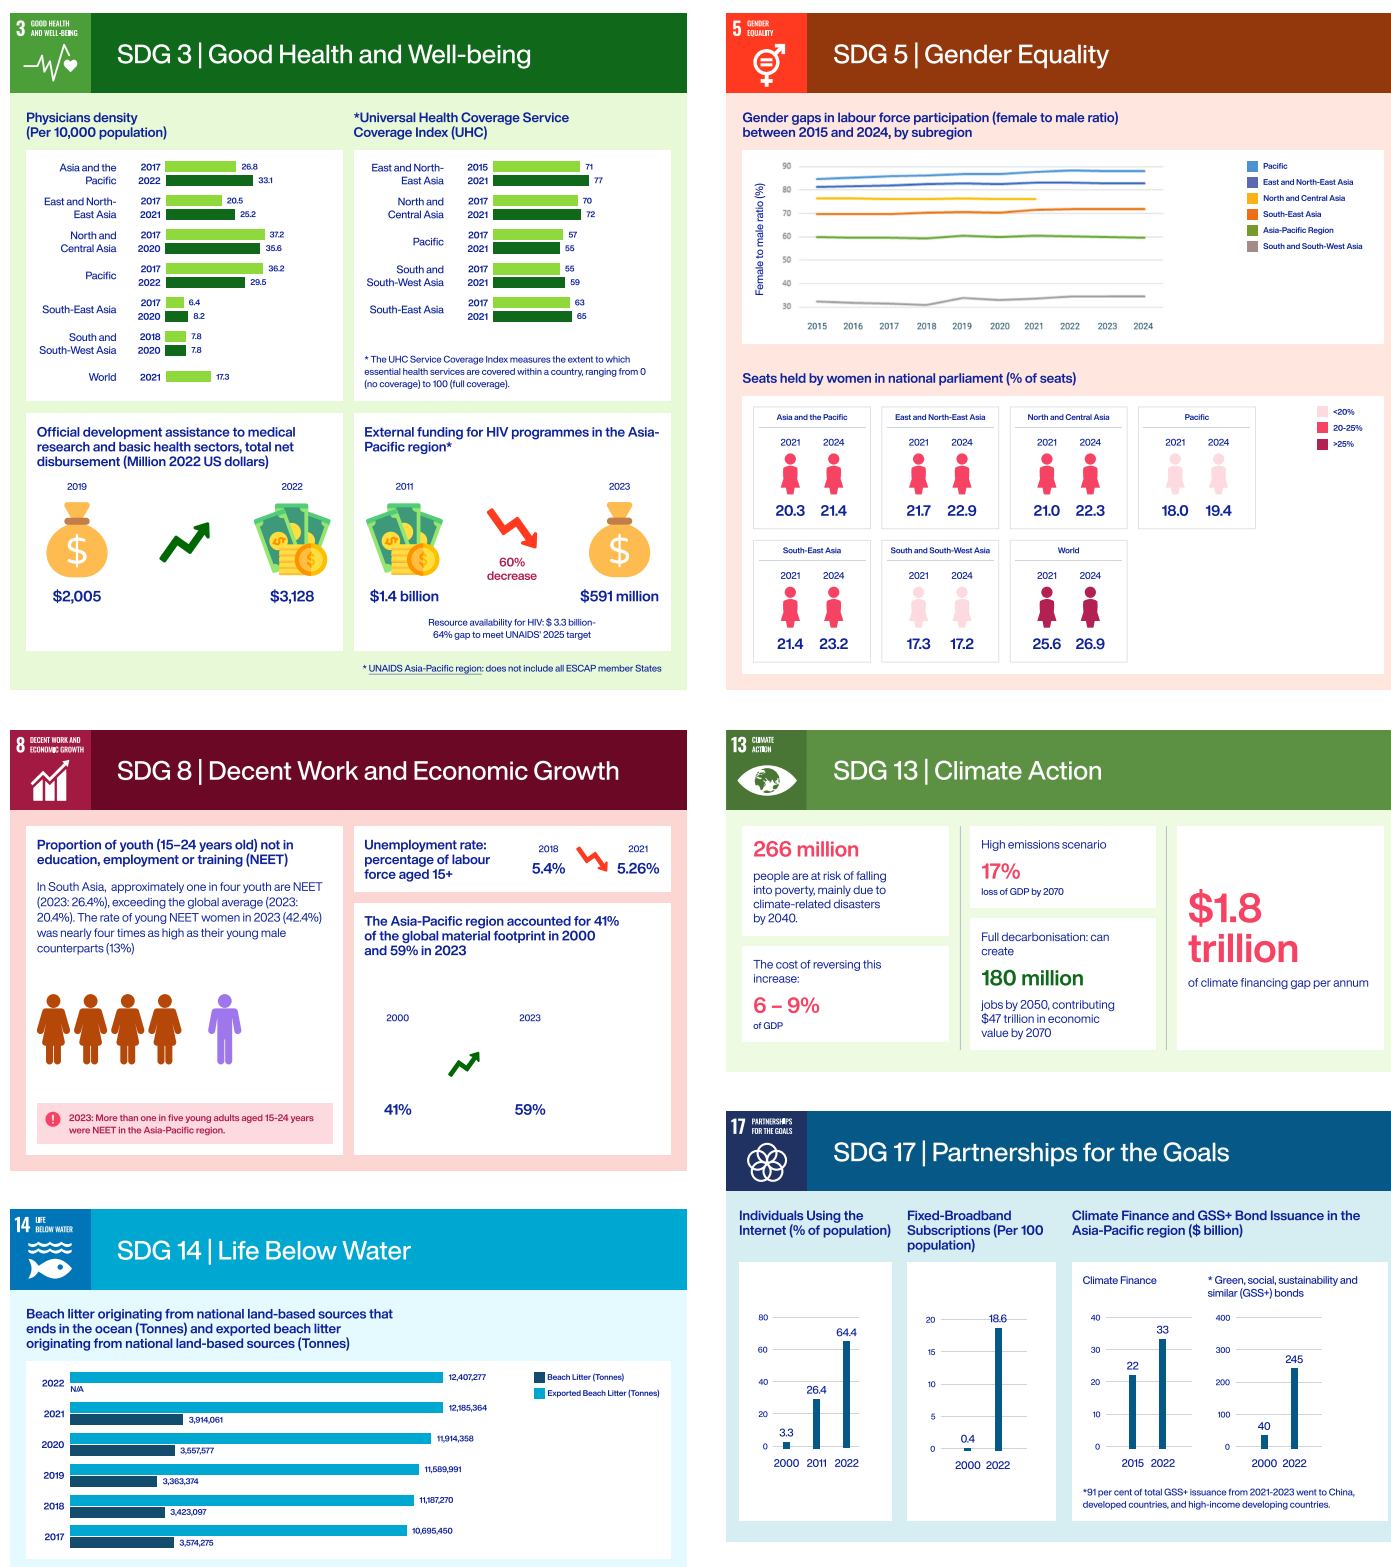 3 GOOD HEALTH
AND WELL-BEING
SDG 3 | Good Health and Well-being
Physicians density
(Per 10,000 population)
Asia and the
Pacific
2017 26.8
2022 33.1
East and North-
East Asia
2017 20.5
2021 25.2
North and
Central Asia
2017 37.2
2020 35.6
Pacific
2017 36.2
2022 29.5
South-East Asia
2017 6.4
2020 8.2
South and
South-West Asia
2018 7.8
2020 7.8
World
2021 17.3
*Universal Health Coverage Service
Coverage Index (UHC)
East and North-
East Asia
2015 71
2021 77
North and
Central Asia
2017 70
2021 72
Pacific
2017 57
2021 55
South and
South-West Asia
2017 55
2021 59
South-East Asia
2017 63
2021 65
* The UHC Service Coverage Index measures the extent to which
essential health services are covered within a country, ranging from 0
(no coverage) to 100 (full coverage).
Official development assistance to medical
research and basic health sectors, total net
disbursement (Million 2022 US dollars)
2019 2022
$2,005 $3,128
External funding for HIV programmes in the Asia-
Pacific region*
2011 2023
60%
decrease
$1.4 billion $591 million
Resource availability for HIV: $ 3.3 billion-
64% gap to meet UNAIDS' 2025 target
* UNAIDS Asia-Pacific region: does not include all ESCAP member States
5 GENDER
EQUALITY
SDG 5 | Gender Equality
Gender gaps in labour force participation (female to male ratio)
between 2015 and 2024, by subregion
Female to male ratio (%)
90
80
70
60
50
40
30
2015 2016 2017 2018 2019 2020 2021 2022 2023 2024
Pacific
East and North-East Asia
North and Central Asia
South-East Asia
Asia-Pacific Region
South and South-West Asia
Seats held by women in national parliament (% of seats)
Asia and the Pacific
2021 2024
20.3 21.4
East and North-East Asia
2021 2024
21.7 22.9
North and Central Asia
2021 2024
21.0 22.3
Pacific
2021 2024
18.0 19.4
<20%
20-25%
>25%
South-East Asia
2021 2024
21.4 23.2
South and South-West Asia
2021 2024
17.3 17.2
World
2021 2024
25.6 26.9
8 DECENT WORK AND
ECONOMIC GROWTH
SDG 8 | Decent Work and Economic Growth
Proportion of youth (15–24 years old) not in
education, employment or training (NEET)
In South Asia, approximately one in four youth are NEET
(2023: 26.4%), exceeding the global average (2023:
20.4%). The rate of young NEET women in 2023 (42.4%)
was nearly four times as high as their young male
counterparts (13%)
2023: More than one in five young adults aged 15-24 years
were NEET in the Asia-Pacific region.
Unemployment rate:
percentage of labour
force aged 15+
2018 2021
5.4% 5.26%
The Asia-Pacific region accounted for 41%
of the global material footprint in 2000
and 59% in 2023
2000 2023
41% 59%
13 CLIMATE
ACTION
SDG 13 | Climate Action
266 million
people are at risk of falling
into poverty, mainly due to
climate-related disasters
by 2040.
The cost of reversing this
increase:
6 – 9%
of GDP
High emissions scenario
17%
loss of GDP by 2070
Full decarbonisation: can
create
180 million
jobs by 2050, contributing
$47 trillion in economic
value by 2070
$1.8
trillion
of climate financing gap per annum
14 LIFE
BELOW WATER
SDG 14 | Life Below Water
Beach litter originating from national land-based sources that
ends in the ocean (Tonnes) and exported beach litter
originating from national land-based sources (Tonnes)
2022 12,407,277
N/A
2021 12,185,364
3,914,061
2020 11,914,358
3,557,577
2019 11,589,991
3,363,374
2018 11,187,270
3,423,097
2017 10,695,450
3,574,275
Beach Litter (Tonnes)
Exported Beach Litter (Tonnes)
17 PARTNERSHIPS
FOR THE GOALS
SDG 17 | Partnerships for the Goals
Individuals Using the
Internet (% of population)
80
60
40
20
0
3.3 26.4 64.4
2000 2011 2022
Fixed-Broadband
Subscriptions (Per 100
population)
20
15
10
5
0
0.4 18.6
2000 2022
Climate Finance and GSS+ Bond Issuance in the
Asia-Pacific region ($ billion)
Climate Finance
40
30
20
10
0
22 33
2015 2022
* Green, social, sustainability and
similar (GSS+) bonds
400
300
200
100
0
40 245
2000 2022
*91 per cent of total GSS+ issuance from 2021-2023 went to China,
developed countries, and high-income developing countries.